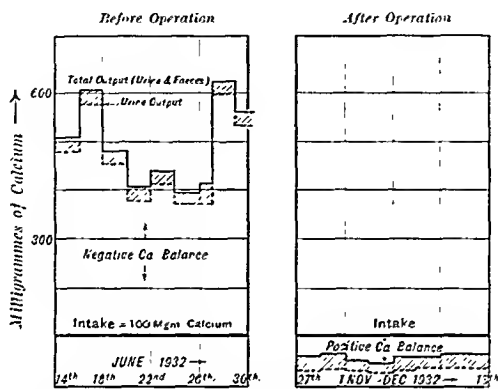 Before Operation
After Operation
Milligrammes of Calcium
600
300
Total Output (Urine & Faeces)
Urine Output
Negative Ca Balance
Intake = 100 Mgm Calcium
JUNE 1932
14th 18th 22nd 26th. 30th.
Intake
Positive Ca Balance
27th 1 NOV - DEC 1932